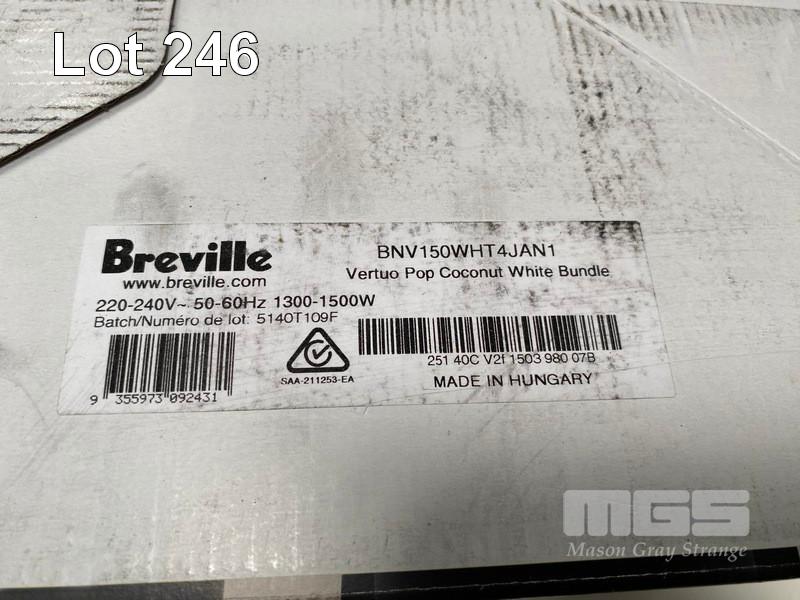 Lot 246
Breville
www.breville.com
BNV150WHT4JAN1
Vertuo Pop Coconut White Bundle
220-240V~ 50-60Hz 1300-1500W
Batch/Numéro de lot: 5140T109F
9 355973 092431
SAA-211253-EA
251 40C V2f 1503 980 07B
MADE IN HUNGARY
MGS
Mason Gray Strange